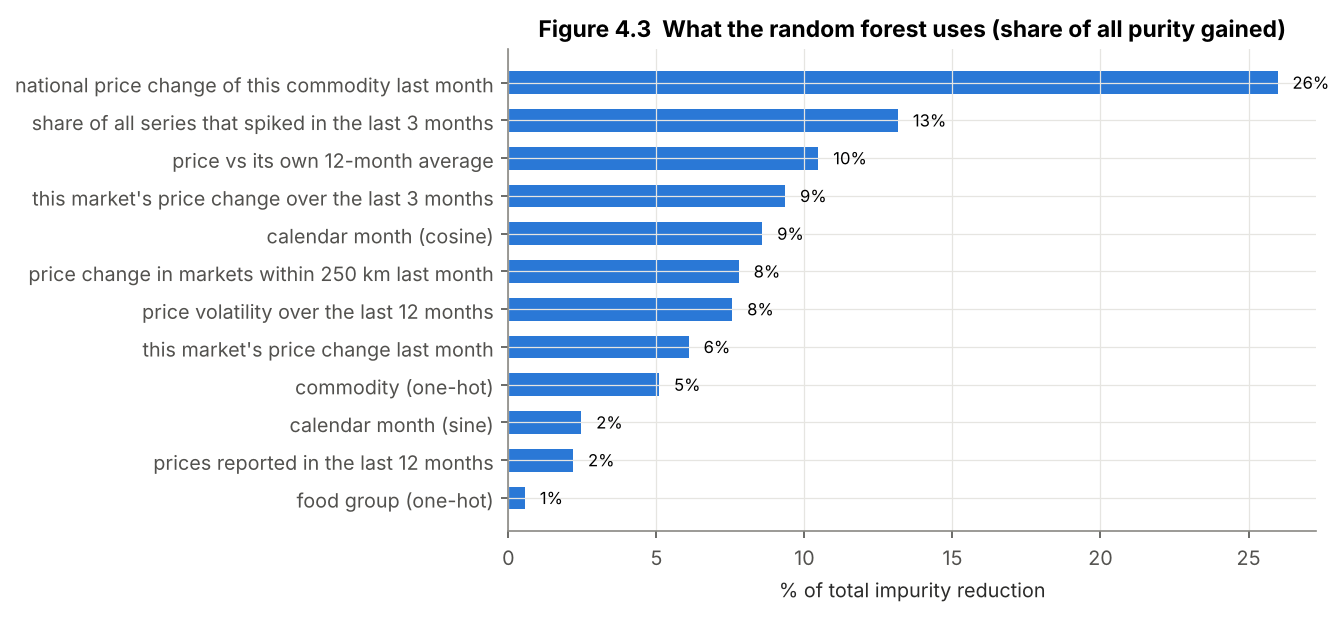 Figure 4.3  What the random forest uses (share of all purity gained)
national price change of this commodity last month 26%
share of all series that spiked in the last 3 months 13%
price vs its own 12-month average 10%
this market's price change over the last 3 months 9%
calendar month (cosine) 9%
price change in markets within 250 km last month 8%
price volatility over the last 12 months 8%
this market's price change last month 6%
commodity (one-hot) 5%
calendar month (sine) 2%
prices reported in the last 12 months 2%
food group (one-hot) 1%
0 5 10 15 20 25
% of total impurity reduction